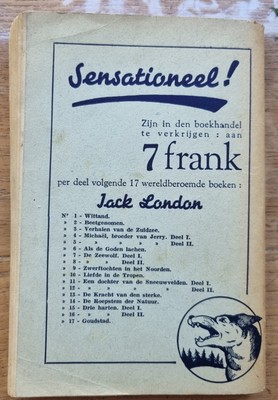 Sensationeel!
Zijn in den boekhandel
te verkrijgen : aan
7 frank
per deel volgende 17 wereldberoemde boeken :
Jack London
N° 1 - Wittand.
» 2 - Beetgenomen.
» 3 - Verhalen van de Zuidzee.
» 4 - Michaël, broeder van Jerry. Deel I.
» 5 - » » » » Deel II.
» 6 - Als de Goden lachen.
» 7 - De Zeewolf. Deel I.
» 8 - » » Deel II.
» 9 - Zwerftochten in het Noorden.
» 10 - Liefde in de Tropen.
» 11 - Een dochter van de Sneeuwvelden. Deel I.
» 12 - » » » » » Deel II.
» 13 - De Kracht van den sterke.
» 14 - De Roepstem der Natuur.
» 15 - Drie harten. Deel I.
» 16 - » » Deel II.
» 17 - Goudstad.